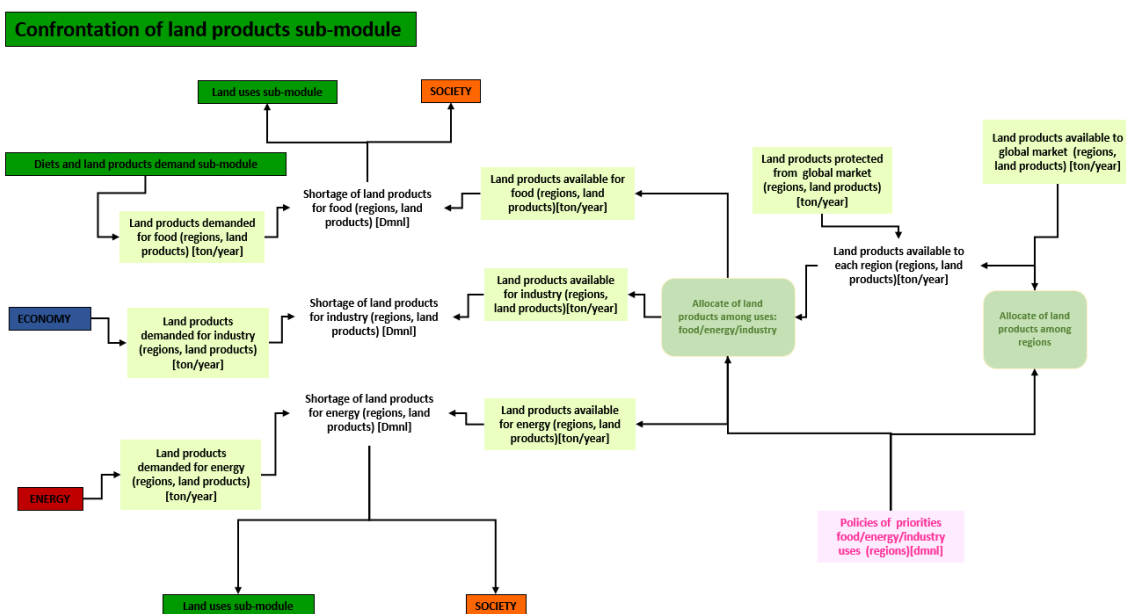 Confrontation of land products sub-module
Land uses sub-module
SOCIETY
Diets and land products demand sub-module
Land products demanded
for food (regions, land
products) [ton/year]
Shortage of land products
for food (regions, land
products) [Dmnl]
Land products available for
food (regions, land
products)[ton/year]
Land products protected
from global market
(regions, land products)
[ton/year]
Land products available to
global market (regions,
land products) [ton/year]
Land products available to
each region (regions, land
products)[ton/year]
ECONOMY
Land products
demanded for industry
(regions, land products)
[ton/year]
Shortage of land products
for industry (regions, land
products) [Dmnl]
Land products available
for industry (regions,
land products)[ton/year]
Allocate of land
products among uses:
food/energy/industry
Allocate of land
products among
regions
Shortage of land products
for energy (regions, land
products) [Dmnl]
Land products available
for energy (regions, land
products)[ton/year]
ENERGY
Land products
demanded for energy
(regions, land products)
[ton/year]
Policies of priorities
food/energy/industry
uses (regions)[dmnl]
Land uses sub-module
SOCIETY